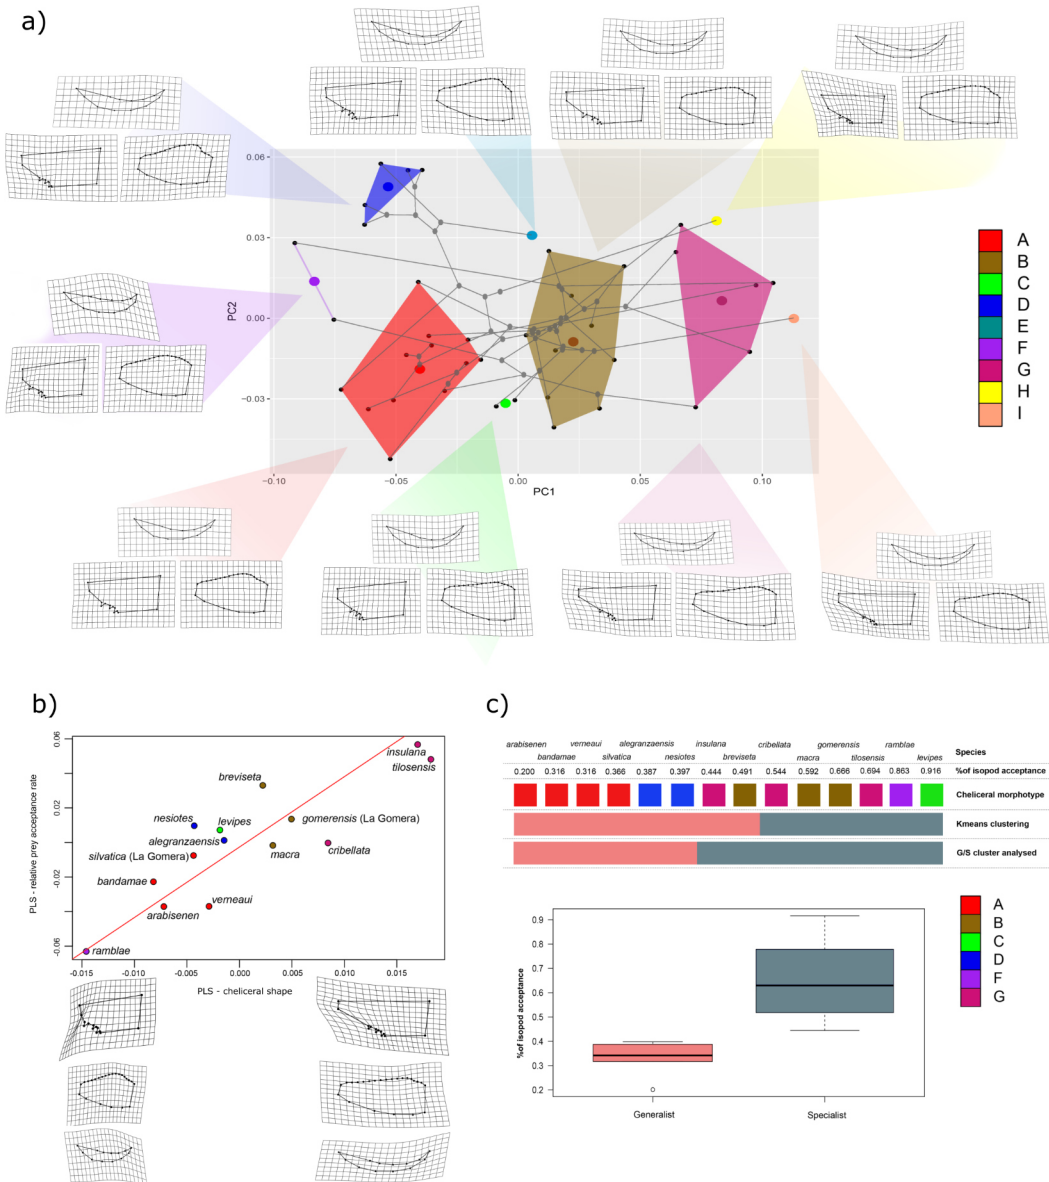 a)
0.06
0.03
0.00
−0.03
PC2
−0.10
−0.05
0.00
0.05
0.10
PC1
A
B
C
D
E
F
G
H
I
b)
0.06
0.02
-0.02
-0.06
PLS - relative prey acceptance rate
insulana
tilosensis
breviseta
nesiotes
levipes
gomerensis (La Gomera)
alegranzaensis
silvatica (La Gomera)
macra
cribellata
bandamae
arabisenen
verneaui
ramblae
-0.015
-0.010
-0.005
0.000
0.005
0.010
0.015
PLS - cheliceral shape
c)
arabisenen verneaui alegranzaensis insulana cribellata gomerensis ramblae
Species
bandamae silvatica nesiotes breviseta macra tilosensis levipes
0.200 0.316 0.316 0.366 0.387 0.397 0.444 0.491 0.544 0.592 0.666 0.694 0.863 0.916 %of isopod acceptance
Cheliceral morphotype
Kmeans clustering
G/S cluster analysed
0.9
0.8
0.7
0.6
0.5
0.4
0.3
0.2
%of isopod acceptance
Generalist
Specialist
A
B
C
D
F
G